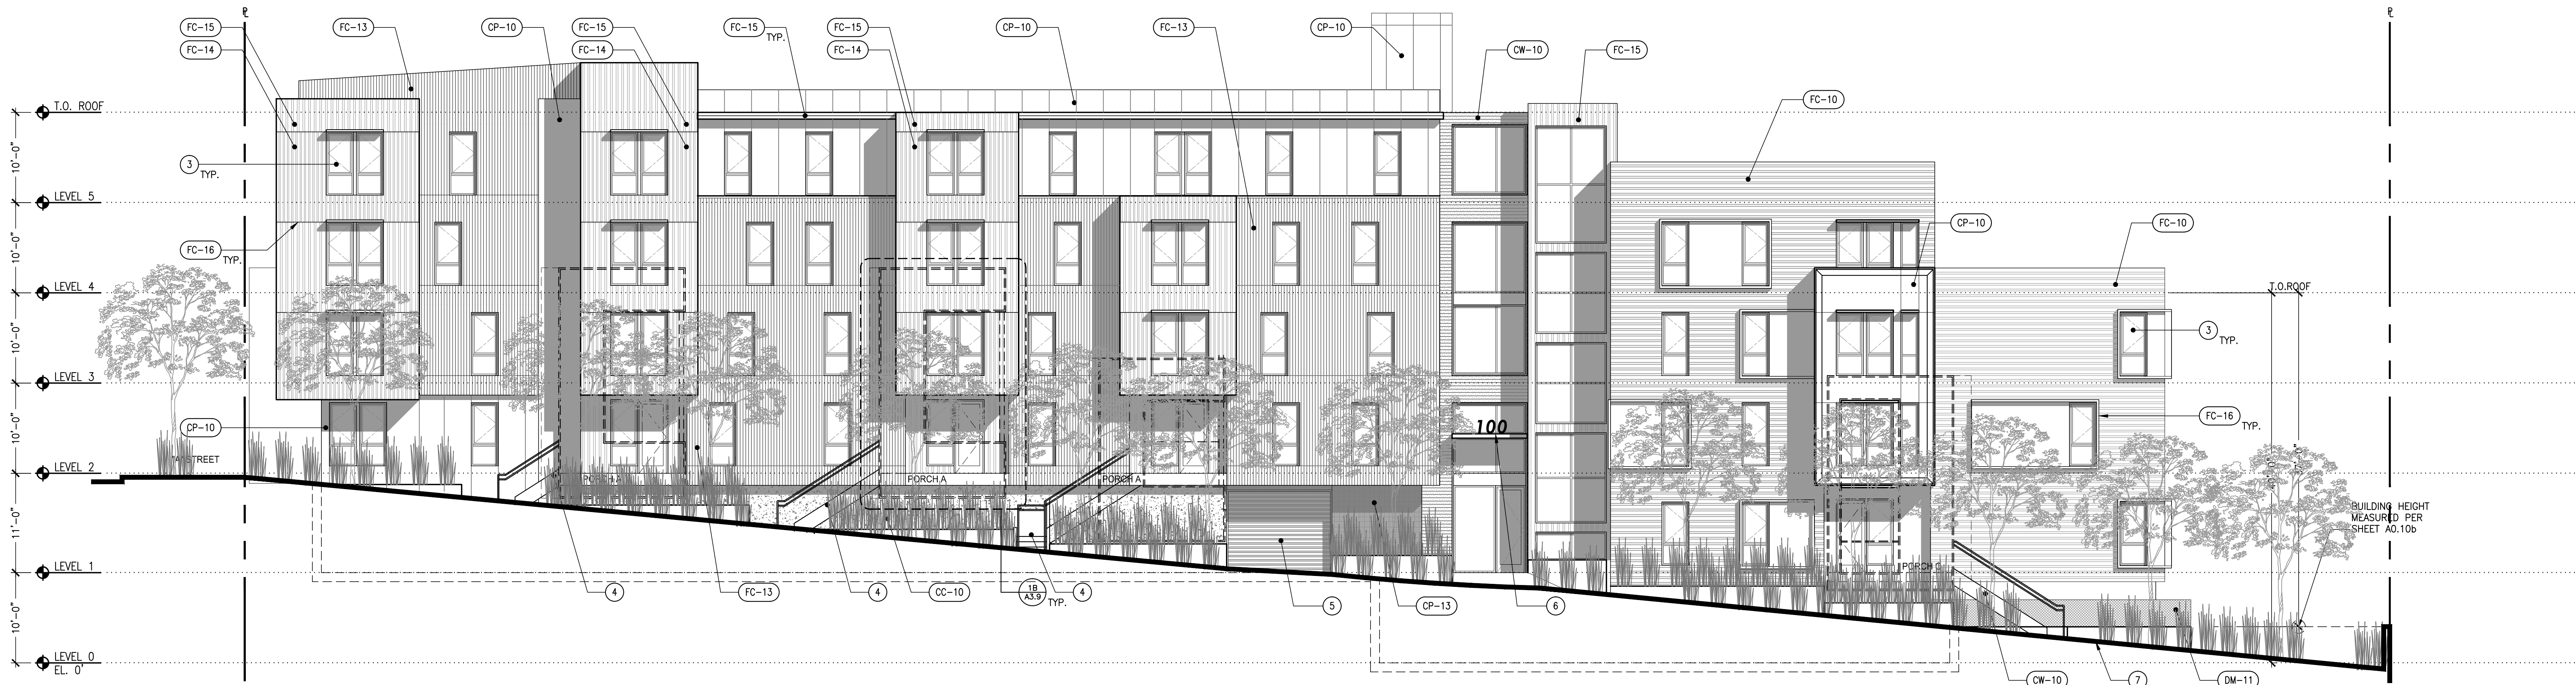 FC-15
FC-14
FC-13
CP-10
FC-15
FC-14
FC-15
TYP.
FC-15
FC-14
CP-10
FC-13
CP-10
CW-10
FC-15
FC-10
CP-10
FC-10
T.O. ROOF
10'-0"
3
TYP.
LEVEL 5
10'-0"
FC-16
TYP.
LEVEL 4
10'-0"
T.O.ROOF
3
TYP.
LEVEL 3
10'-0"
CP-10
FC-16
TYP.
100
STREET
LEVEL 2
PORCH A
PORCH A
PORCH A
11'-0"
BUILDING HEIGHT
MEASURED PER
SHEET A0.10b
LEVEL 1
PORCH C
10'-0"
4
FC-13
4
CC-10
1B
A3.9
TYP.
4
5
CP-13
6
LEVEL 0
EL. 0'
CW-10
7
DM-11